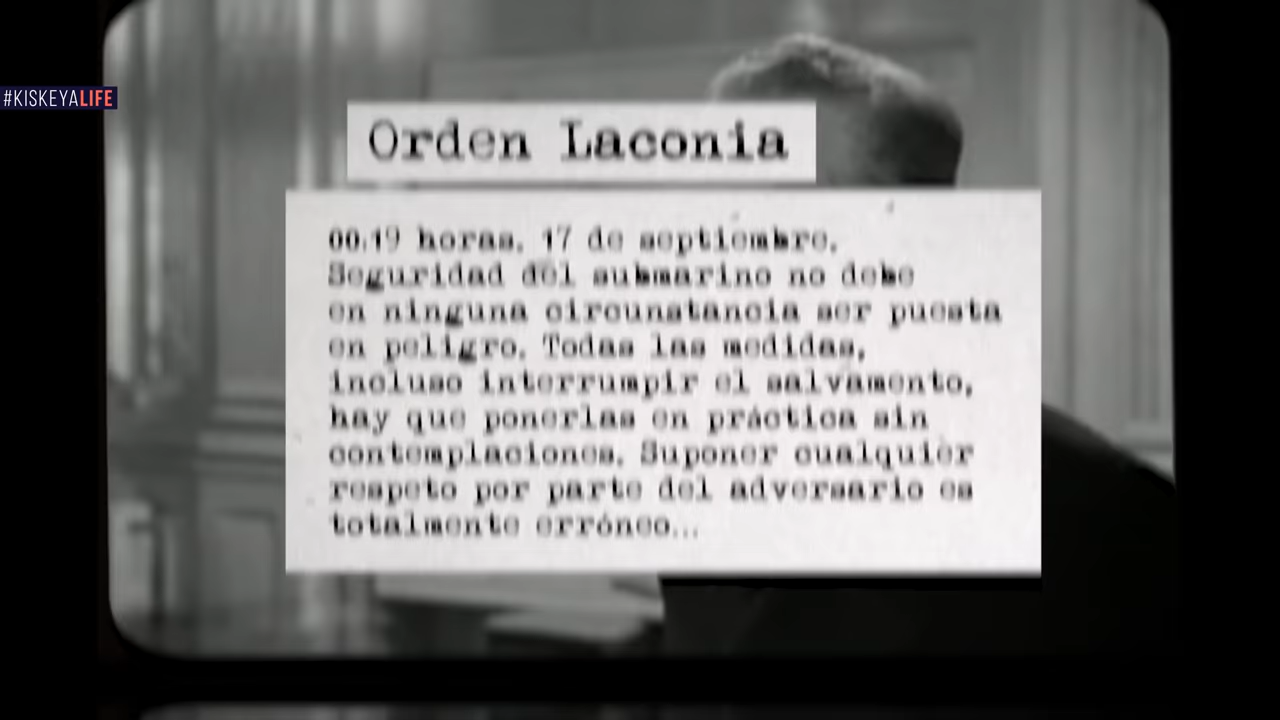 #KISKEYALIFE
Orden Laconia
00.19 horas. 17 de septiembre.
Seguridad del submarino no debe
en ninguna circunstancia ser puesta
en peligro. Todas las medidas,
incluso interrumpir el salvamento,
hay que ponerlas en práctica sin
contemplaciones. Suponer cualquier
respeto por parte del adversario es
totalmente erróneo...